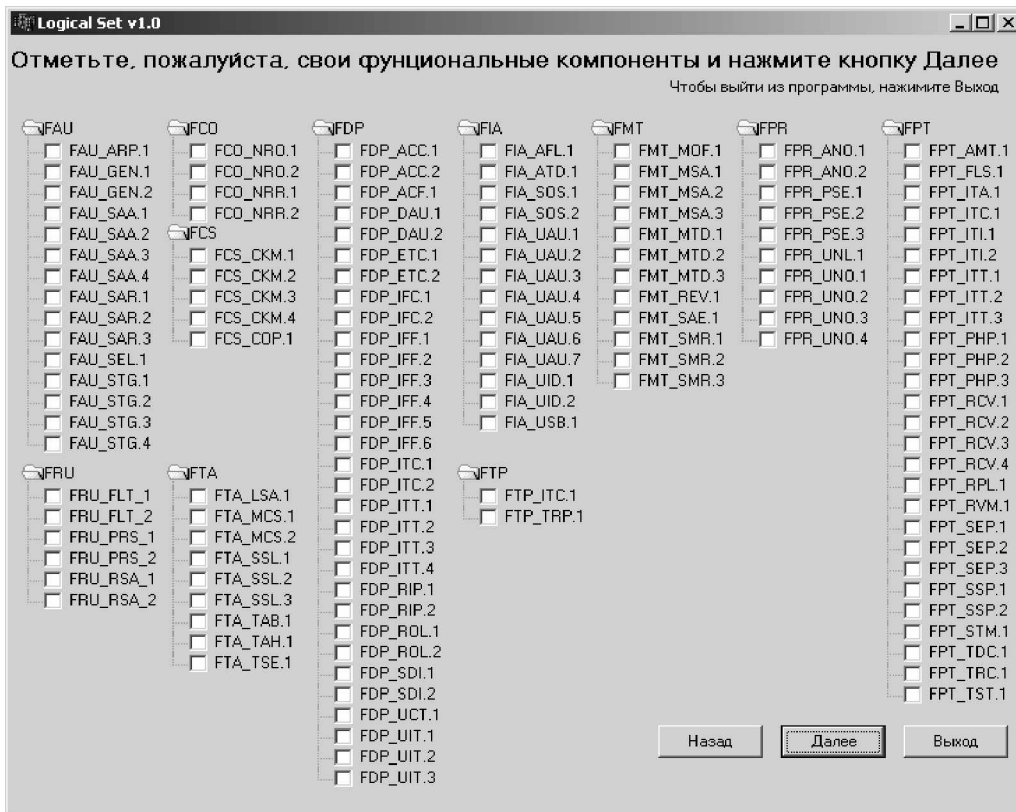 Logical Set v1.0
Отметьте, пожалуйста, свои фунциональные компоненты и нажмите кнопку Далее
Чтобы выйти из программы, нажимите Выход
FAU
FAU_ARP.1
FAU_GEN.1
FAU_GEN.2
FAU_SAA.1
FAU_SAA.2
FAU_SAA.3
FAU_SAA.4
FAU_SAR.1
FAU_SAR.2
FAU_SAR.3
FAU_SEL.1
FAU_STG.1
FAU_STG.2
FAU_STG.3
FAU_STG.4
FRU
FRU_FLT_1
FRU_FLT_2
FRU_PRS_1
FRU_PRS_2
FRU_RSA_1
FRU_RSA_2
FCO
FCO_NRO.1
FCO_NRO.2
FCO_NRR.1
FCO_NRR.2
FCS
FCS_CKM.1
FCS_CKM.2
FCS_CKM.3
FCS_CKM.4
FCS_COP.1
FTA
FTA_LSA.1
FTA_MCS.1
FTA_MCS.2
FTA_SSL.1
FTA_SSL.2
FTA_SSL.3
FTA_TAB.1
FTA_TAH.1
FTA_TSE.1
FDP
FDP_ACC.1
FDP_ACC.2
FDP_ACF.1
FDP_DAU.1
FDP_DAU.2
FDP_ETC.1
FDP_ETC.2
FDP_IFC.1
FDP_IFC.2
FDP_IFF.1
FDP_IFF.2
FDP_IFF.3
FDP_IFF.4
FDP_IFF.5
FDP_IFF.6
FDP_ITC.1
FDP_ITC.2
FDP_ITT.1
FDP_ITT.2
FDP_ITT.3
FDP_ITT.4
FDP_RIP.1
FDP_RIP.2
FDP_ROL.1
FDP_ROL.2
FDP_SDI.1
FDP_SDI.2
FDP_UCT.1
FDP_UIT.1
FDP_UIT.2
FDP_UIT.3
FIA
FIA_AFL.1
FIA_ATD.1
FIA_SOS.1
FIA_SOS.2
FIA_UAU.1
FIA_UAU.2
FIA_UAU.3
FIA_UAU.4
FIA_UAU.5
FIA_UAU.6
FIA_UAU.7
FIA_UID.1
FIA_UID.2
FIA_USB.1
FTP
FTP_ITC.1
FTP_TRP.1
FMT
FMT_MOF.1
FMT_MSA.1
FMT_MSA.2
FMT_MSA.3
FMT_MTD.1
FMT_MTD.2
FMT_MTD.3
FMT_REV.1
FMT_SAE.1
FMT_SMR.1
FMT_SMR.2
FMT_SMR.3
FPR
FPR_ANO.1
FPR_ANO.2
FPR_PSE.1
FPR_PSE.2
FPR_PSE.3
FPR_UNL.1
FPR_UNO.1
FPR_UNO.2
FPR_UNO.3
FPR_UNO.4
FPT
FPT_AMT.1
FPT_FLS.1
FPT_ITA.1
FPT_ITC.1
FPT_ITI.1
FPT_ITI.2
FPT_ITT.1
FPT_ITT.2
FPT_ITT.3
FPT_PHP.1
FPT_PHP.2
FPT_PHP.3
FPT_RCV.1
FPT_RCV.2
FPT_RCV.3
FPT_RCV.4
FPT_RPL.1
FPT_RVM.1
FPT_SEP.1
FPT_SEP.2
FPT_SEP.3
FPT_SSP.1
FPT_SSP.2
FPT_STM.1
FPT_TDC.1
FPT_TRC.1
FPT_TST.1
Назад
Далее
Выход